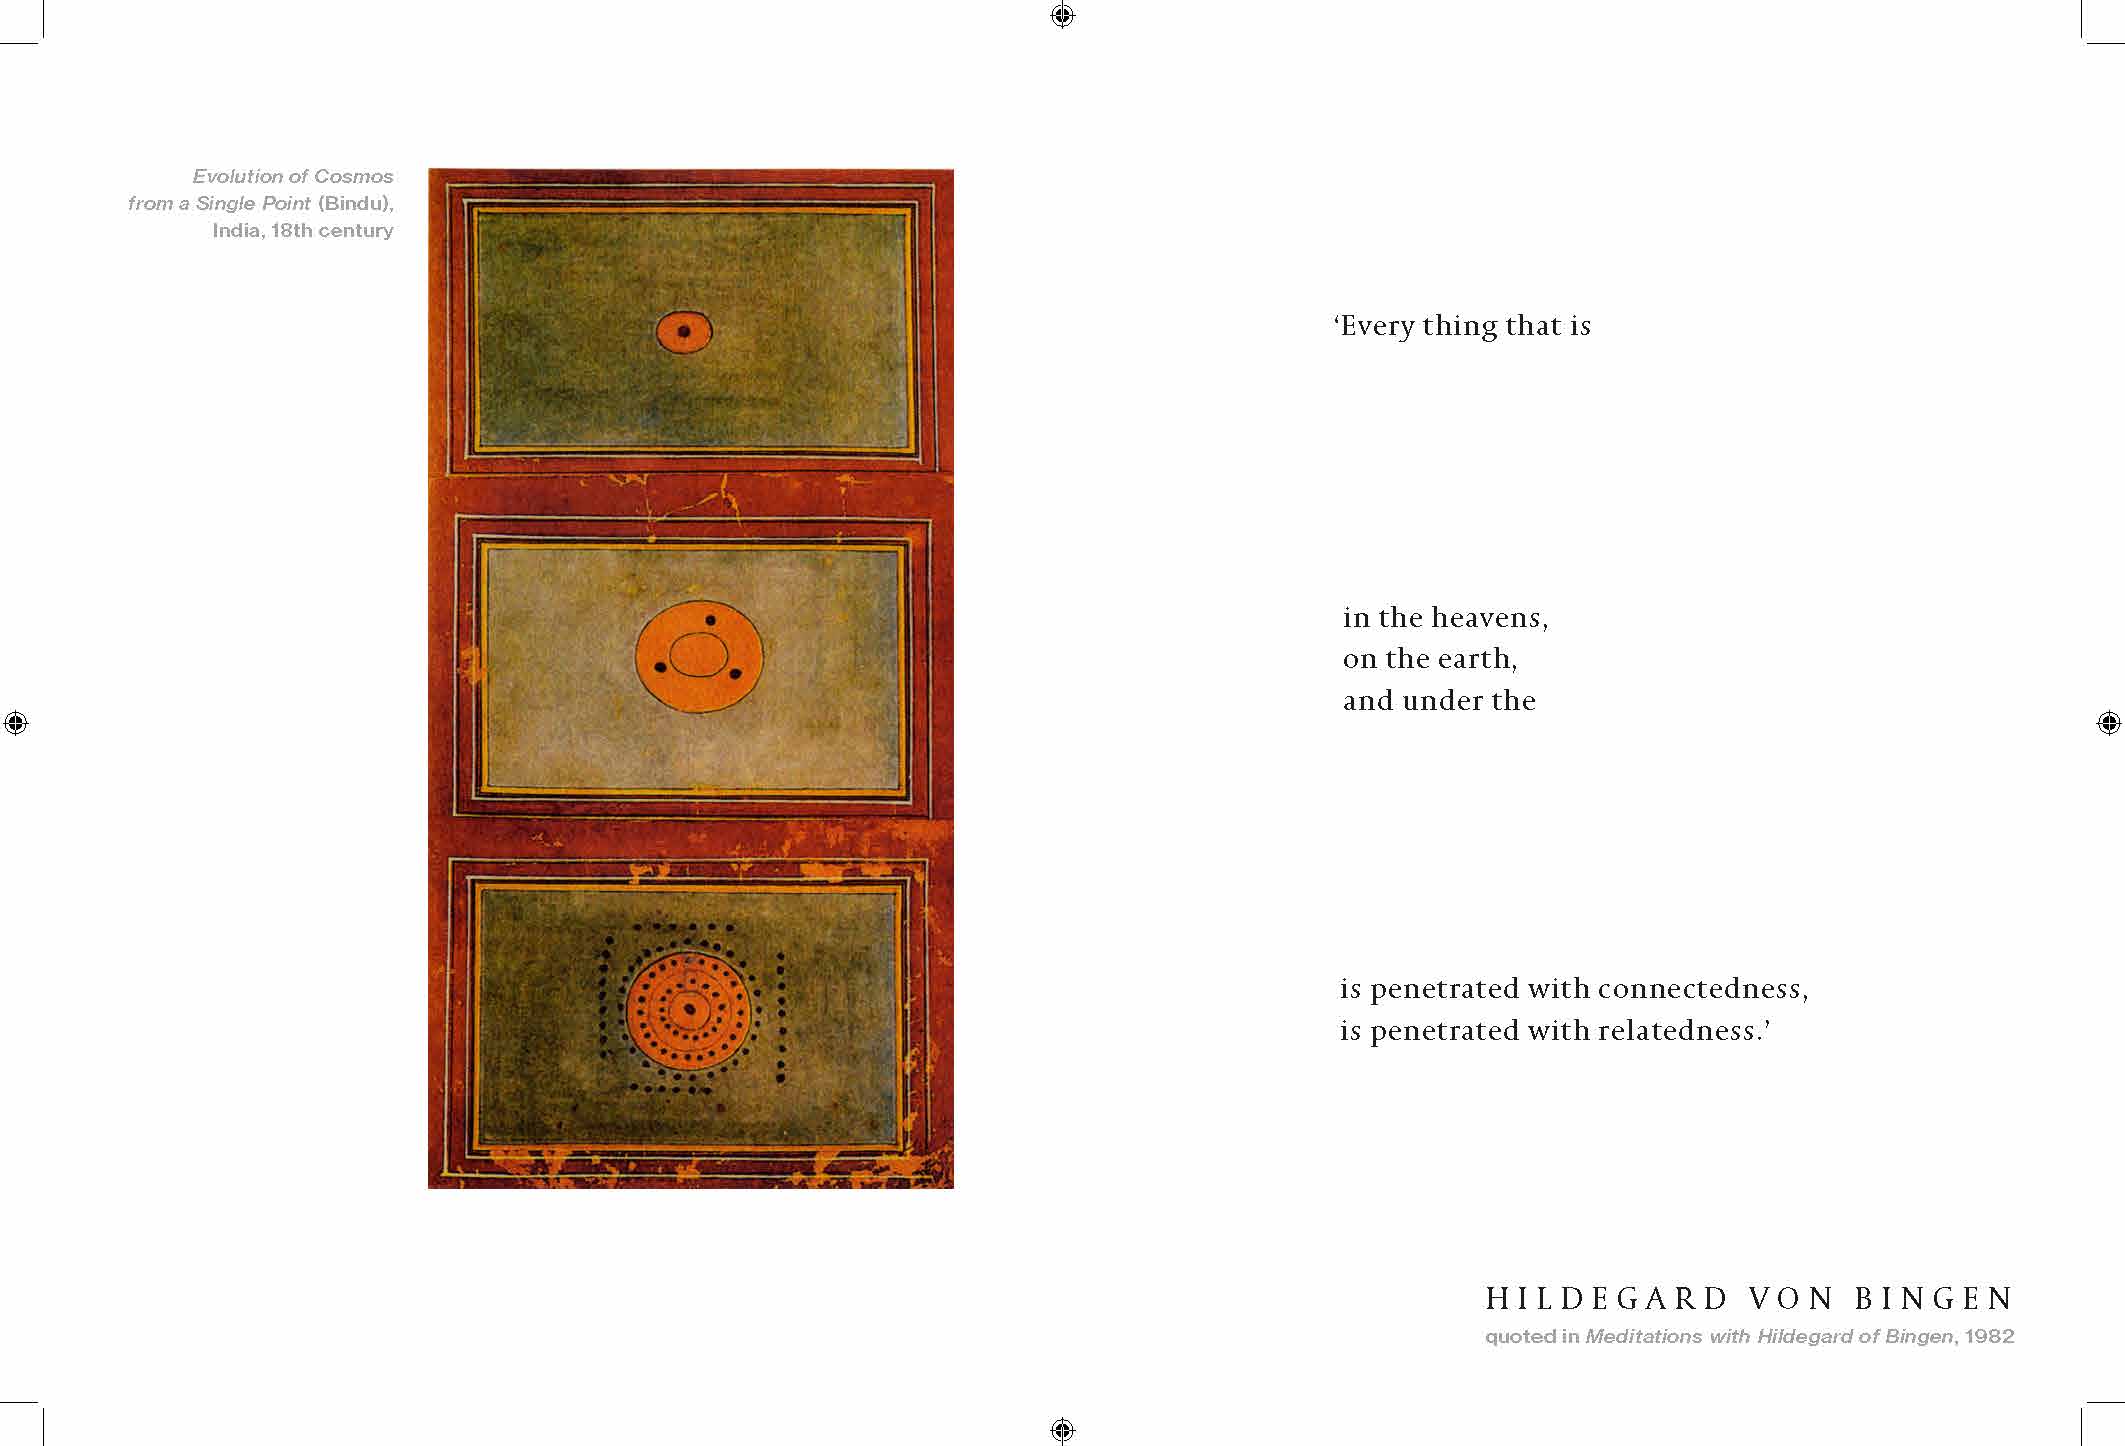 Evolution of Cosmos
from a Single Point (Bindu),
India, 18th century
‘Every thing that is
in the heavens,
on the earth,
and under the
is penetrated with connectedness,
is penetrated with relatedness.’
HILDEGARD VON BINGEN
quoted in Meditations with Hildegard of Bingen, 1982